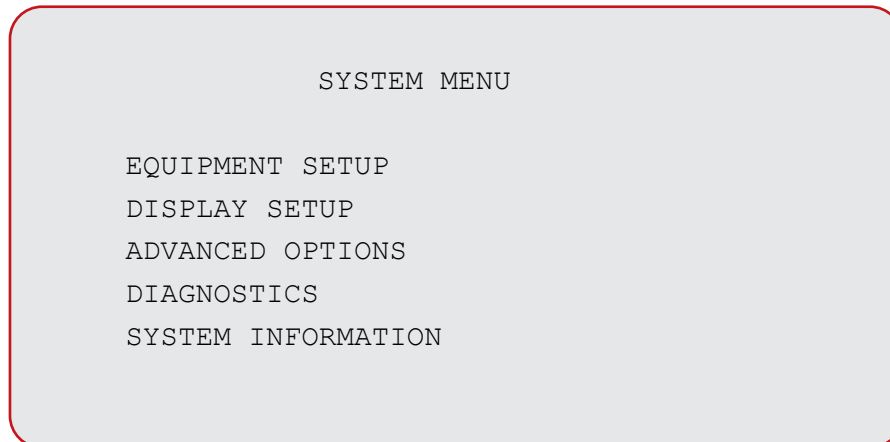 SYSTEM MENU
EQUIPMENT SETUP
DISPLAY SETUP
ADVANCED OPTIONS
DIAGNOSTICS
SYSTEM INFORMATION